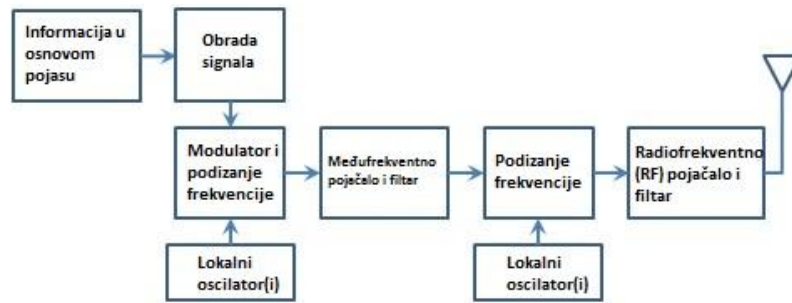 Informacija u
osnovom
pojasu
Obrada
signala
Modulator i
podizanje
frekvencije
Međufrekventno
pojačalo i filtar
Podizanje
frekvencije
Radiofrekventno
(RF) pojačalo i
filtar
Lokalni
oscilator(i)
Lokalni
oscilator(i)